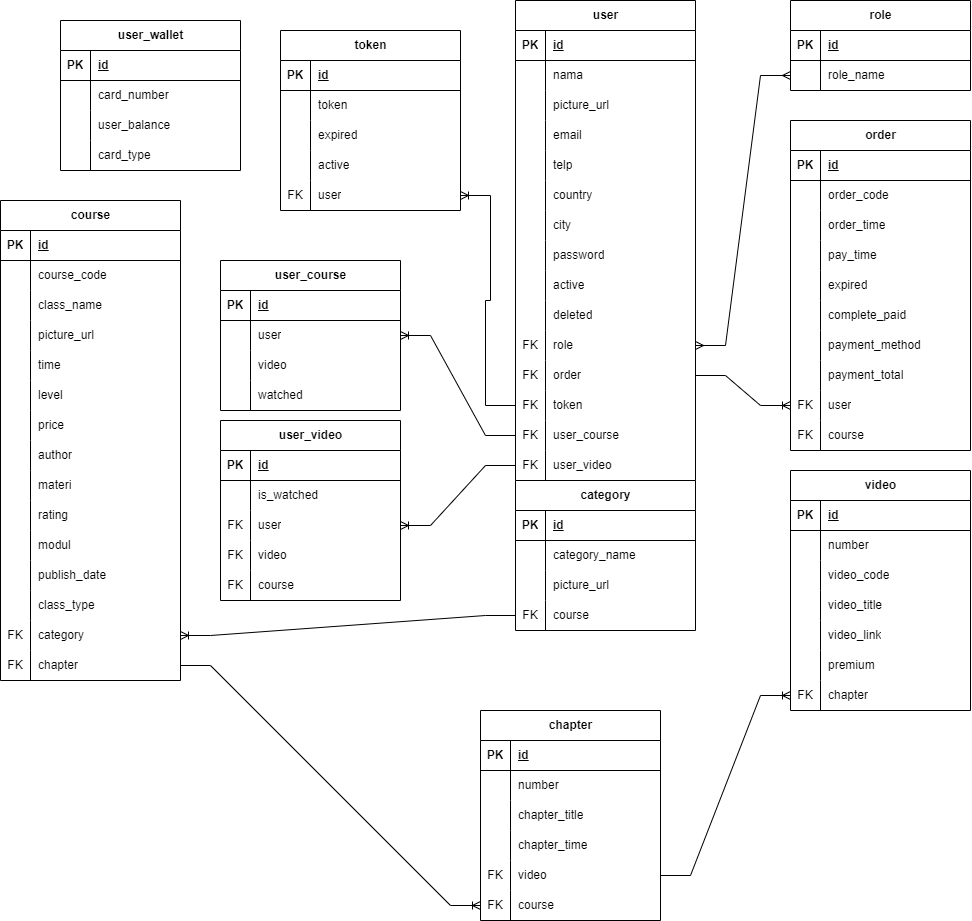 user_wallet
PK id
card_number
user_balance
card_type
token
PK id
token
expired
active
FK user
user
PK id
nama
picture_url
email
telp
country
city
password
active
deleted
FK role
FK order
FK token
FK user_course
FK user_video
role
PK id
role_name
order
PK id
order_code
order_time
pay_time
expired
complete_paid
payment_method
payment_total
FK user
FK course
course
PK id
course_code
class_name
picture_url
time
level
price
author
materi
rating
modul
publish_date
class_type
FK category
FK chapter
user_course
PK id
user
video
watched
user_video
PK id
is_watched
FK user
FK video
FK course
category
PK id
category_name
picture_url
FK course
video
PK id
number
video_code
video_title
video_link
premium
FK chapter
chapter
PK id
number
chapter_title
chapter_time
FK video
FK course